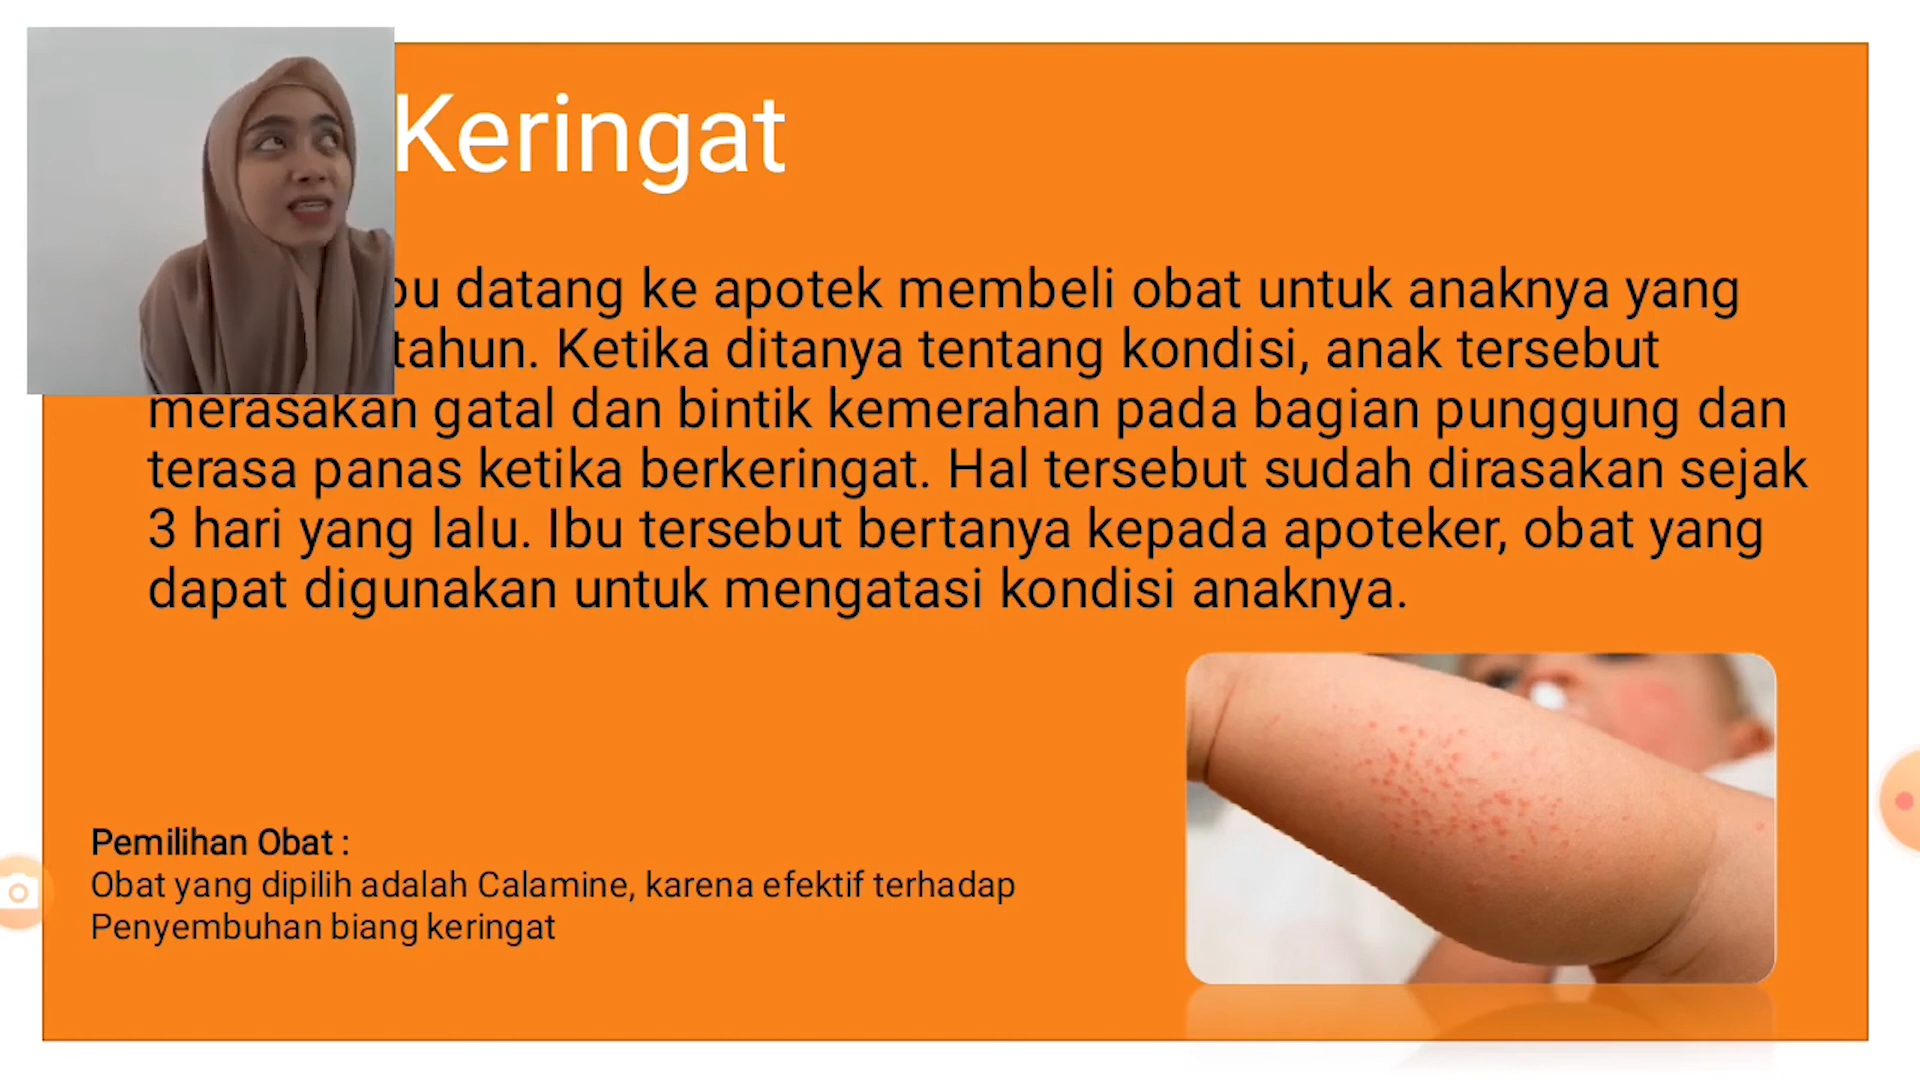 Keringat
datang ke apotek membeli obat untuk anaknya yang
tahun. Ketika ditanya tentang kondisi, anak tersebut
merasakan gatal dan bintik kemerahan pada bagian punggung dan
terasa panas ketika berkeringat. Hal tersebut sudah dirasakan sejak
3 hari yang lalu. Ibu tersebut bertanya kepada apoteker, obat yang
dapat digunakan untuk mengatasi kondisi anaknya.
Pemilihan Obat :
Obat yang dipilih adalah Calamine, karena efektif terhadap
Penyembuhan biang keringat